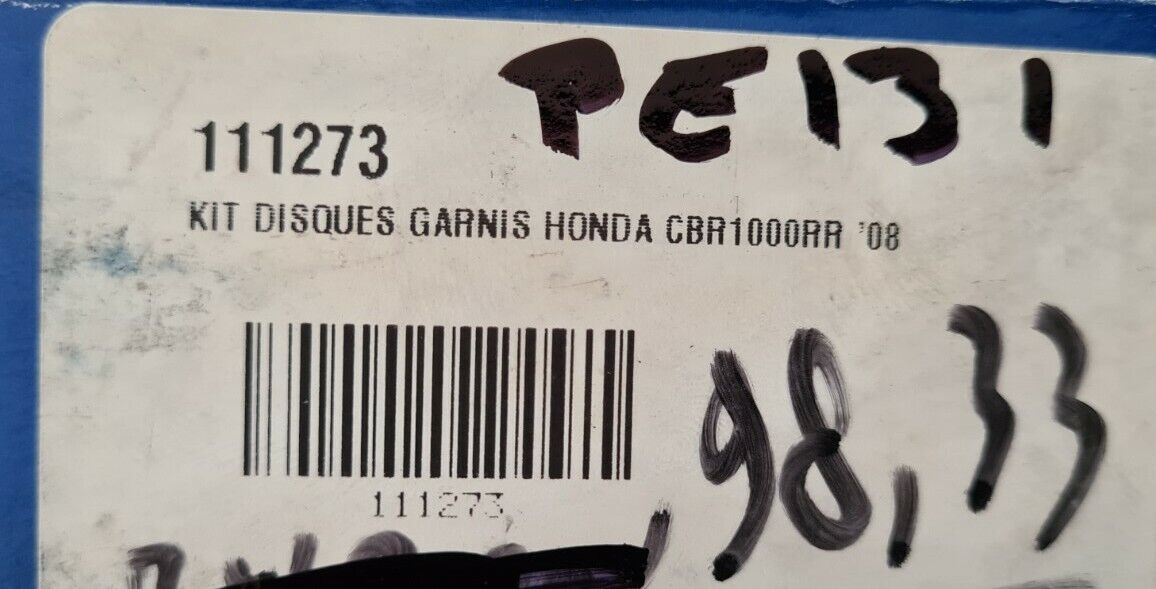 PE131
111273
KIT DISQUES GARNIS HONDA CBR1000RR '08
98,33
111273